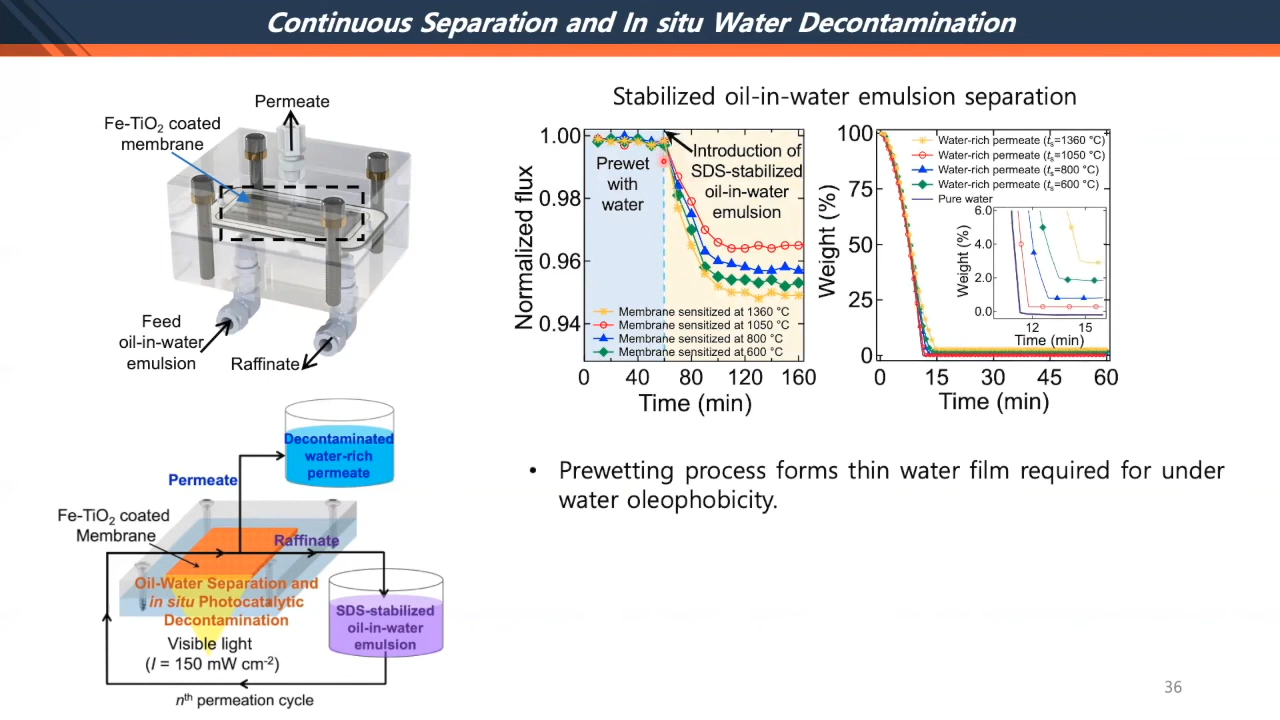 Continuous Separation and In situ Water Decontamination
Permeate
Fe-TiO2 coated
membrane
Feed
oil-in-water
emulsion
Raffinate
Stabilized oil-in-water emulsion separation
Normalized flux
1.00
0.98
0.96
0.94
Prewet
with
water
Introduction of
SDS-stabilized
oil-in-water
emulsion
Membrane sensitized at 1360 °C
Membrane sensitized at 1050 °C
Membrane sensitized at 800 °C
Membrane sensitized at 600 °C
0 40 80 120 160
Time (min)
Weight (%)
100
75
50
25
0
Water-rich permeate (ts=1360 °C)
Water-rich permeate (ts=1050 °C)
Water-rich permeate (ts=800 °C)
Water-rich permeate (ts=600 °C)
Pure water
Weight (%)
6.0
4.0
2.0
0.0
12 15
Time (min)
0 15 30 45 60
Time (min)
Decontaminated
water-rich
permeate
Permeate
Fe-TiO2 coated
Membrane
Raffinate
Oil-Water Separation and
in situ Photocatalytic
Decontamination
SDS-stabilized
oil-in-water
emulsion
Visible light
(I = 150 mW cm-2)
nth permeation cycle
• Prewetting process forms thin water film required for under
water oleophobicity.
36